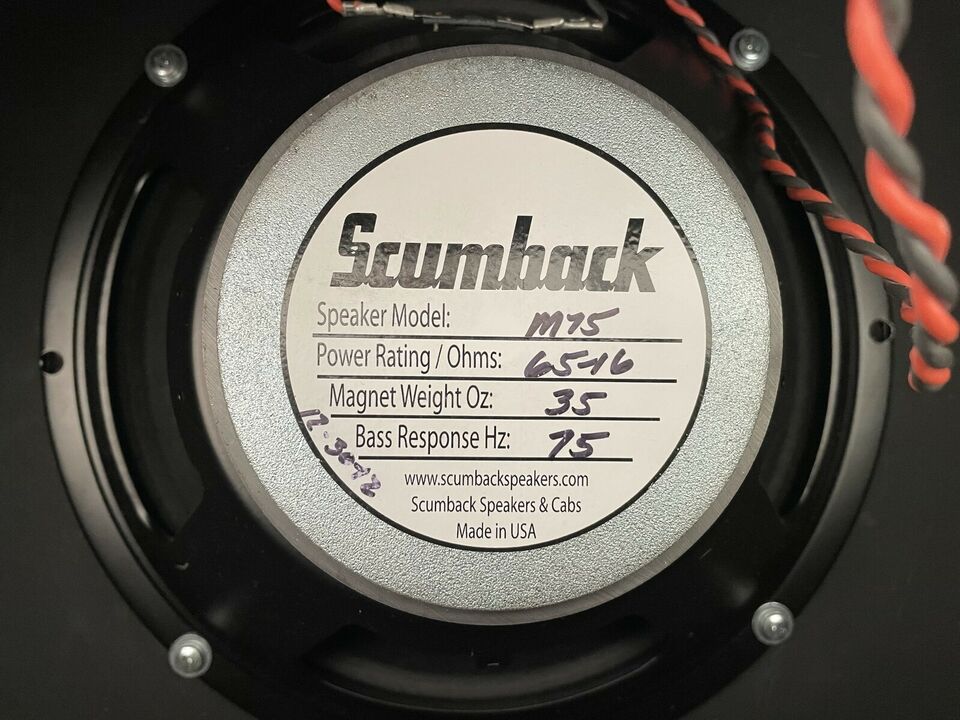 Scumback
Speaker Model: M75
Power Rating / Ohms: 65-16
Magnet Weight Oz: 35
Bass Response Hz: 75
www.scumbackspeakers.com
Scumback Speakers & Cabs
Made in USA